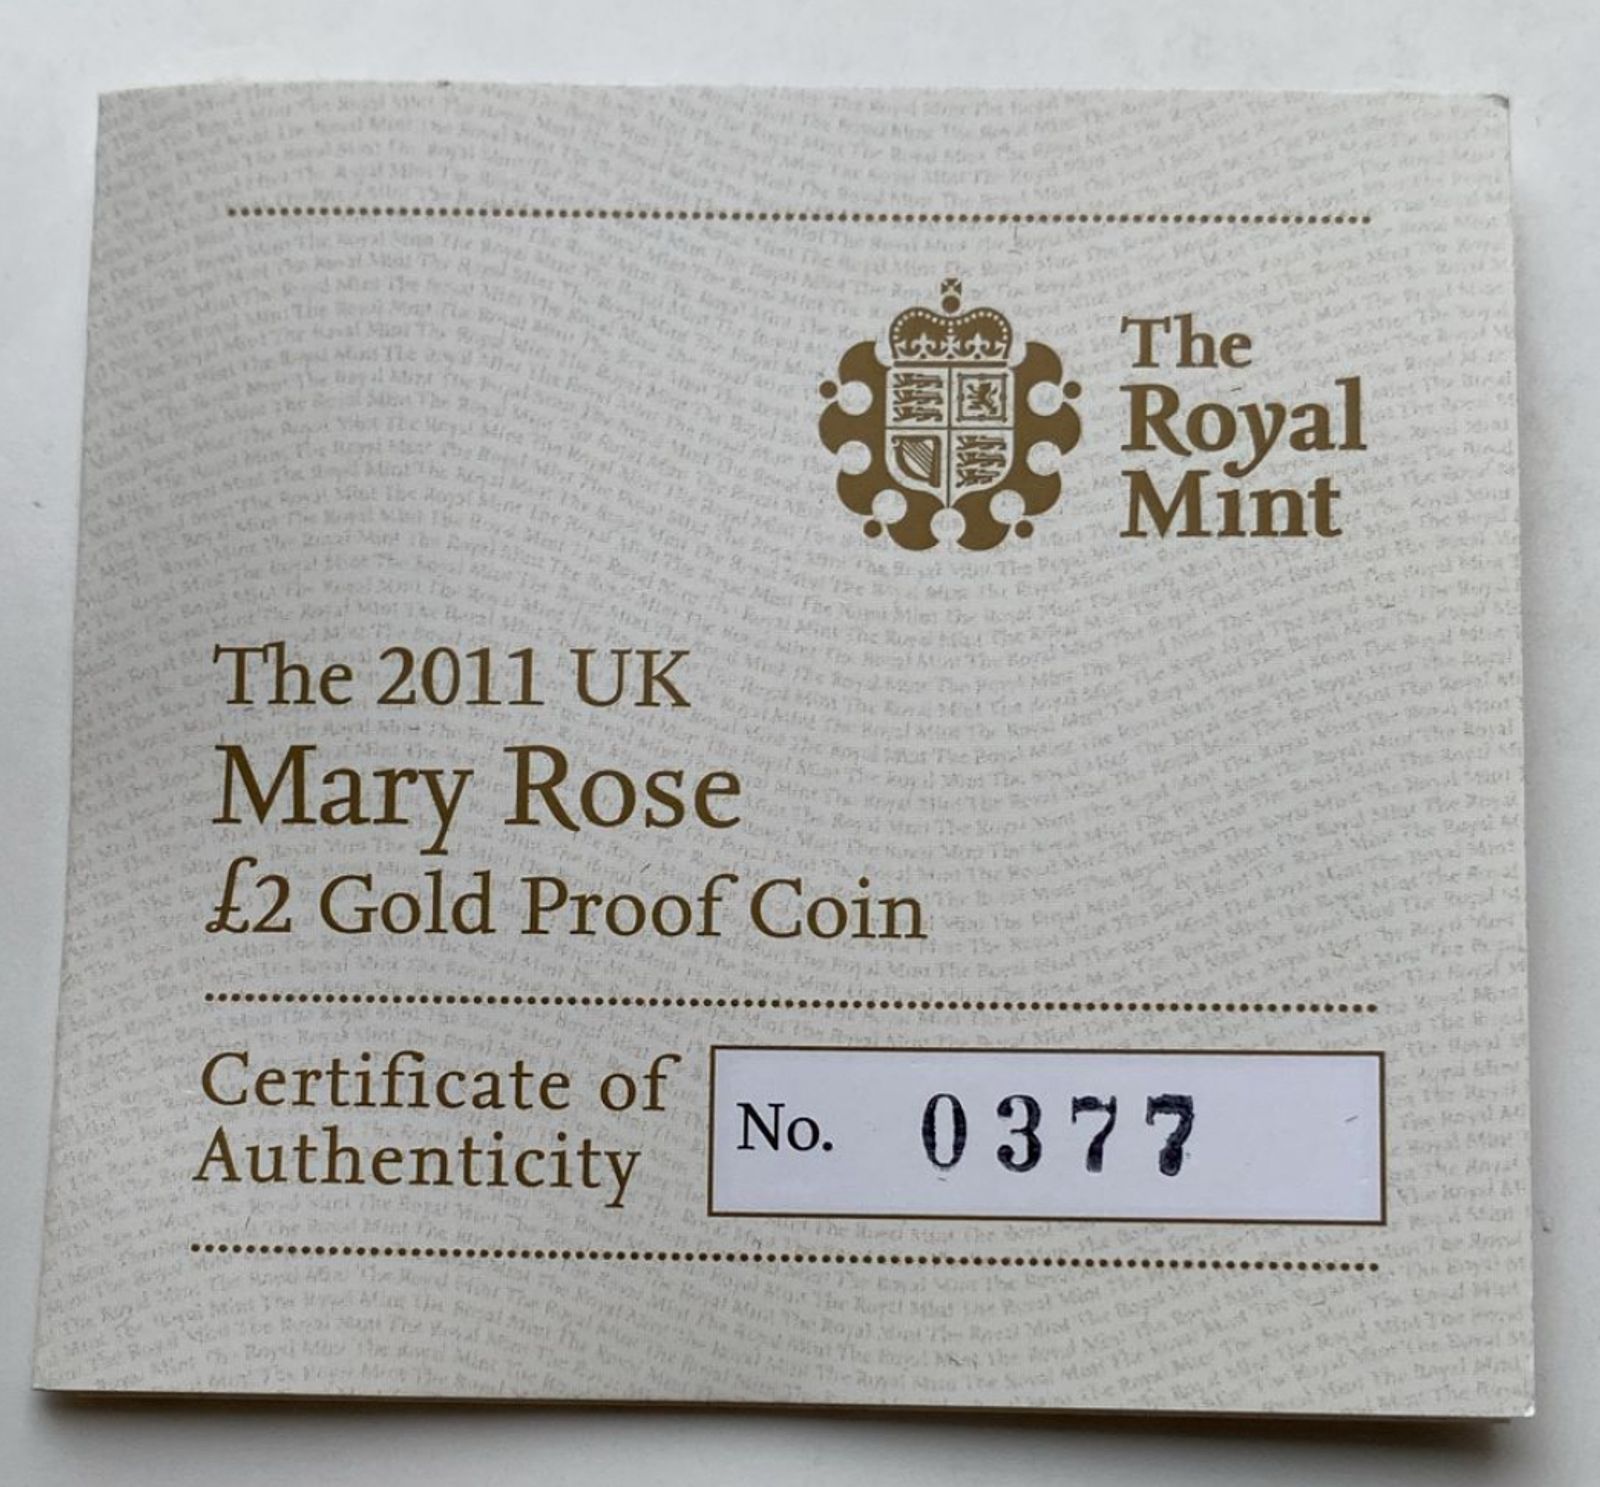 The
Royal
Mint
The 2011 UK
Mary Rose
£2 Gold Proof Coin
Certificate of
Authenticity
No. 0377